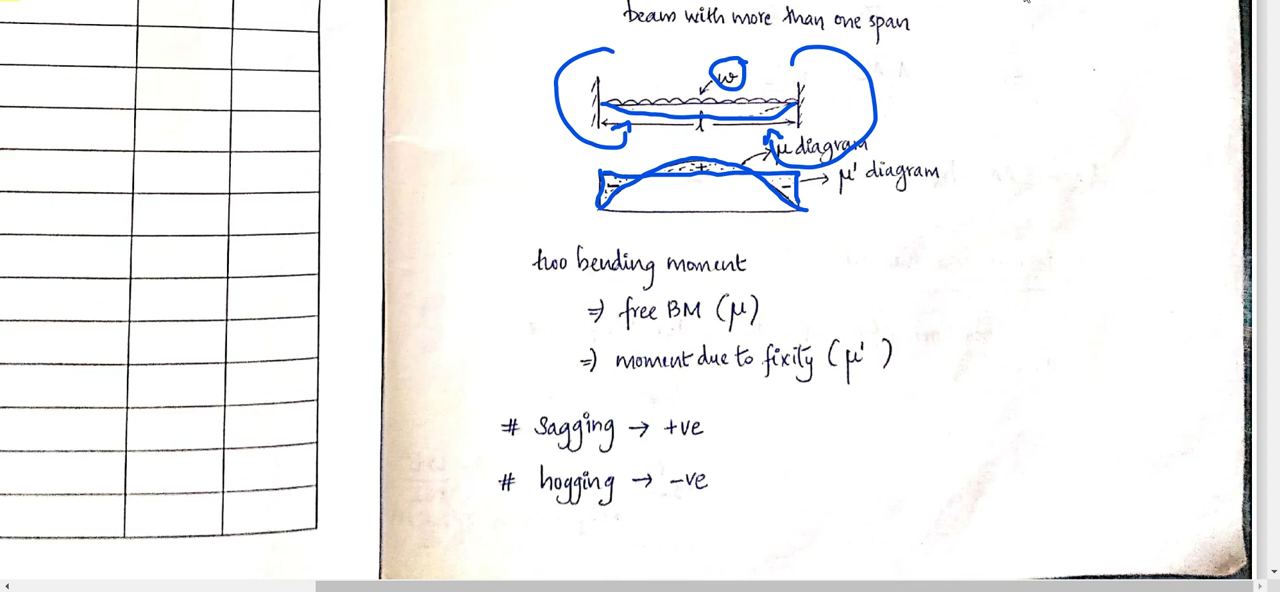 beam with more than one span
w
l
μ diagram
+
- -
μ' diagram
two bending moment
⇒ free BM (μ)
⇒ moment due to fixity (μ')
# sagging → +ve
# hogging → -ve